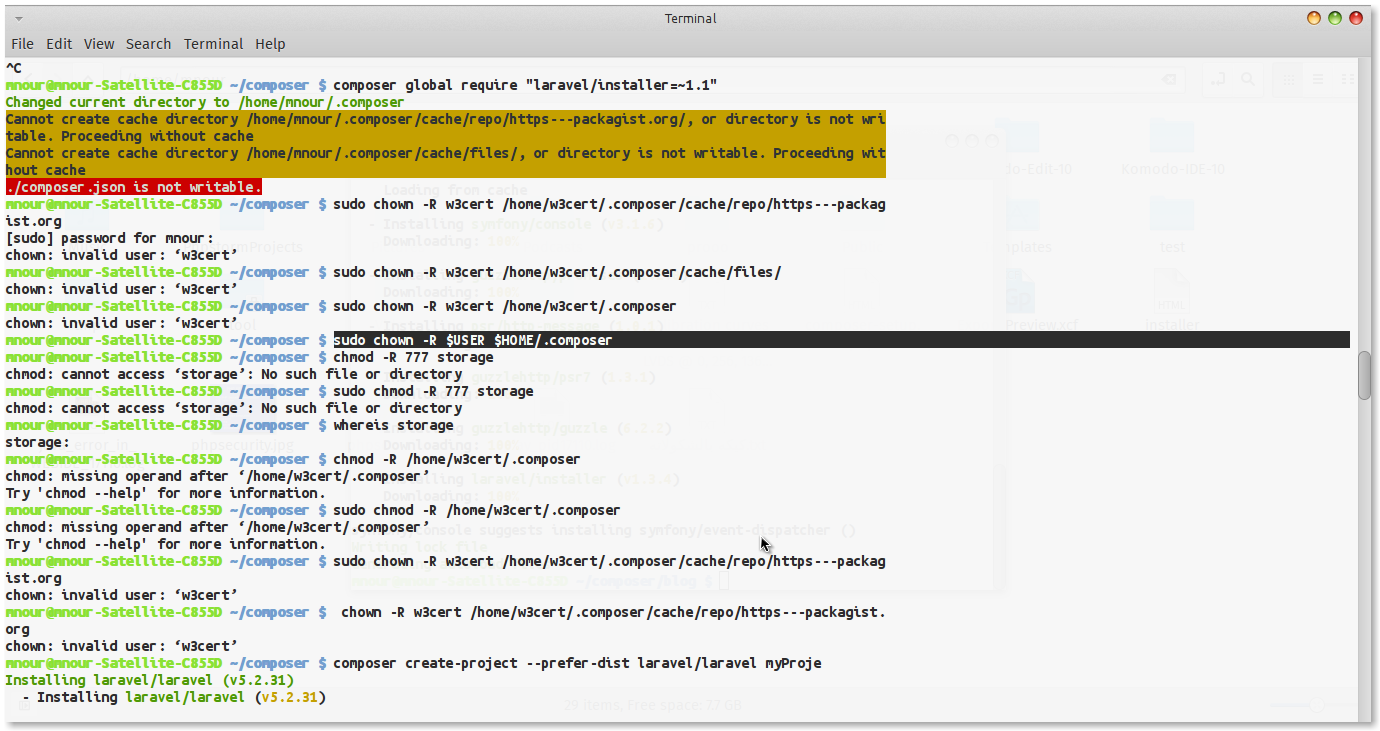 Terminal
File Edit View Search Terminal Help
^C
mnour@mnour-Satellite-C855D ~/composer $ composer global require "laravel/installer=~1.1"
Changed current directory to /home/mnour/.composer
Cannot create cache directory /home/mnour/.composer/cache/repo/https---packagist.org/, or directory is not wri
table. Proceeding without cache
Cannot create cache directory /home/mnour/.composer/cache/files/, or directory is not writable. Proceeding wit
hout cache
./composer.json is not writable.
mnour@mnour-Satellite-C855D ~/composer $ sudo chown -R w3cert /home/w3cert/.composer/cache/repo/https---packag
ist.org
[sudo] password for mnour:
chown: invalid user: ‘w3cert’
mnour@mnour-Satellite-C855D ~/composer $ sudo chown -R w3cert /home/w3cert/.composer/cache/files/
chown: invalid user: ‘w3cert’
mnour@mnour-Satellite-C855D ~/composer $ sudo chown -R w3cert /home/w3cert/.composer
chown: invalid user: ‘w3cert’
mnour@mnour-Satellite-C855D ~/composer $ sudo chown -R $USER $HOME/.composer
mnour@mnour-Satellite-C855D ~/composer $ chmod -R 777 storage
chmod: cannot access ‘storage’: No such file or directory
mnour@mnour-Satellite-C855D ~/composer $ sudo chmod -R 777 storage
chmod: cannot access ‘storage’: No such file or directory
mnour@mnour-Satellite-C855D ~/composer $ whereis storage
storage:
mnour@mnour-Satellite-C855D ~/composer $ chmod -R /home/w3cert/.composer
chmod: missing operand after ‘/home/w3cert/.composer’
Try 'chmod --help' for more information.
mnour@mnour-Satellite-C855D ~/composer $ sudo chmod -R /home/w3cert/.composer
chmod: missing operand after ‘/home/w3cert/.composer’
Try 'chmod --help' for more information.
mnour@mnour-Satellite-C855D ~/composer $ sudo chown -R w3cert /home/w3cert/.composer/cache/repo/https---packag
ist.org
chown: invalid user: ‘w3cert’
mnour@mnour-Satellite-C855D ~/composer $  chown -R w3cert /home/w3cert/.composer/cache/repo/https---packagist.
org
chown: invalid user: ‘w3cert’
mnour@mnour-Satellite-C855D ~/composer $ composer create-project --prefer-dist laravel/laravel myProje
Installing laravel/laravel (v5.2.31)
  - Installing laravel/laravel (v5.2.31)